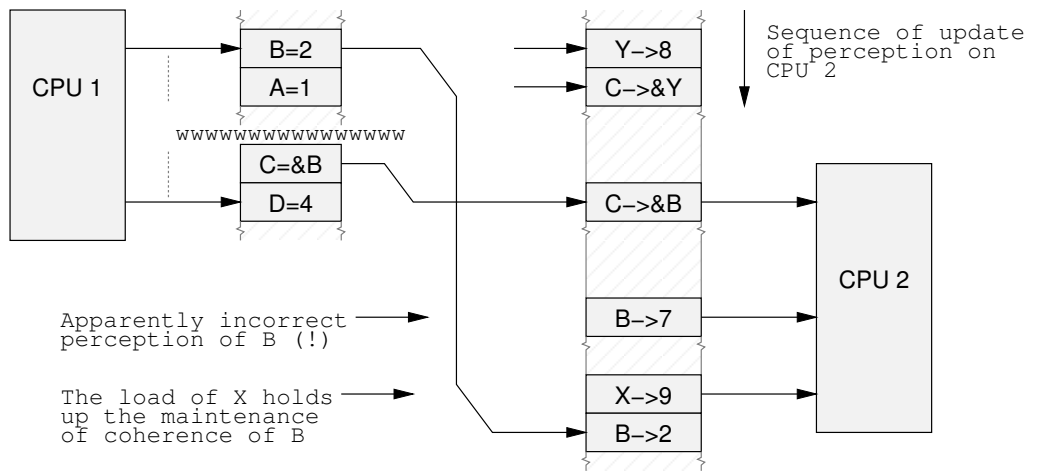 CPU 1
B=2
A=1
wwwwwwwwwwwwwwww
C=&B
D=4
Y->8
C->&Y
Sequence of update
of perception on
CPU 2
C->&B
CPU 2
Apparently incorrect
perception of B (!)
B->7
The load of X holds
up the maintenance
of coherence of B
X->9
B->2